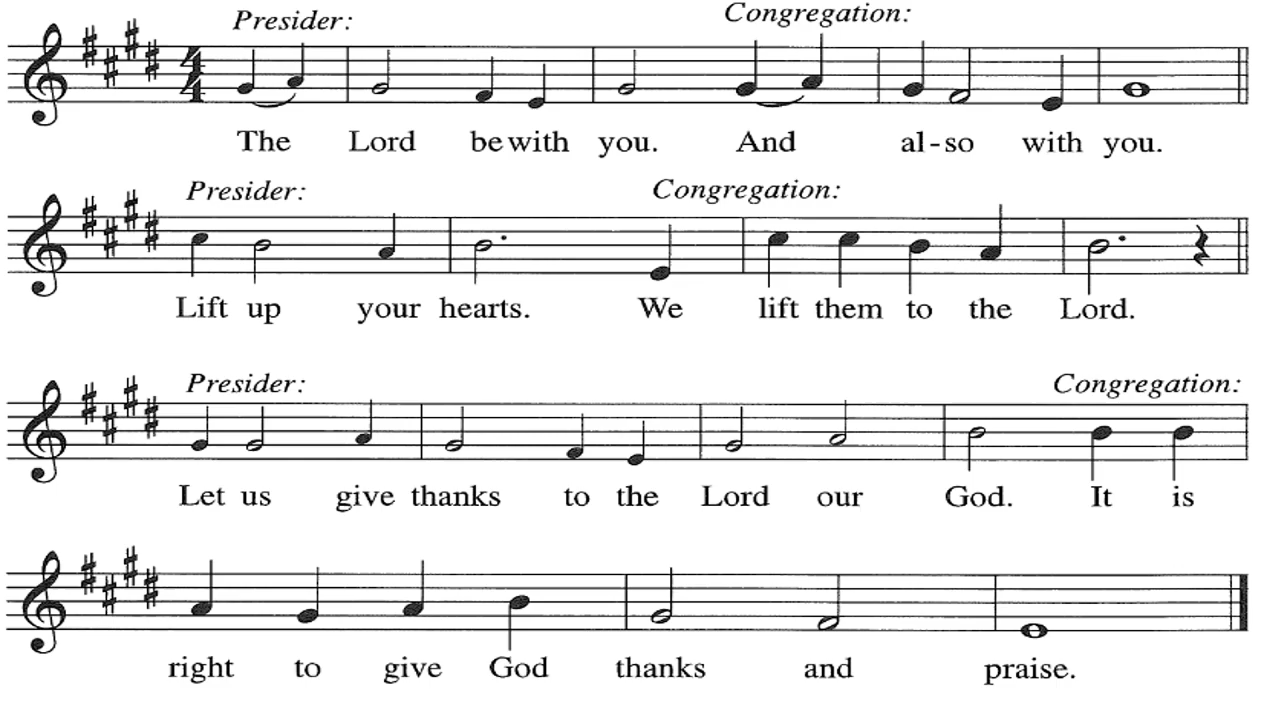 Presider: Congregation:
4
4
The Lord be with you. And al-so with you.
Presider: Congregation:
Lift up your hearts. We lift them to the Lord.
Presider: Congregation:
Let us give thanks to the Lord our God. It is
right to give God thanks and praise.